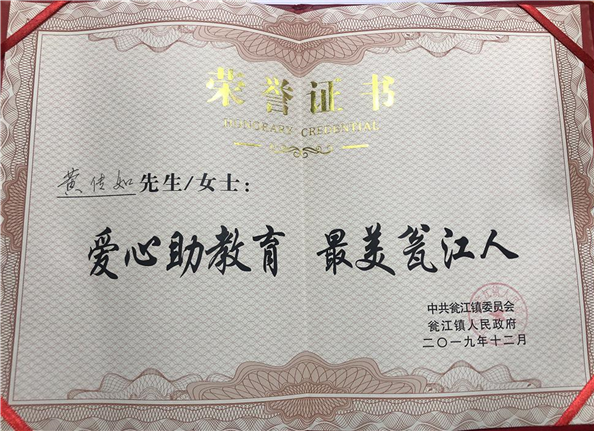 荣誉证书
HONORARY CREDENTIAL
黄佳如先生/女士：
爱心助教育 最美瓮江人
中共瓮江镇委员会
瓮江镇人民政府
二〇一九年十二月